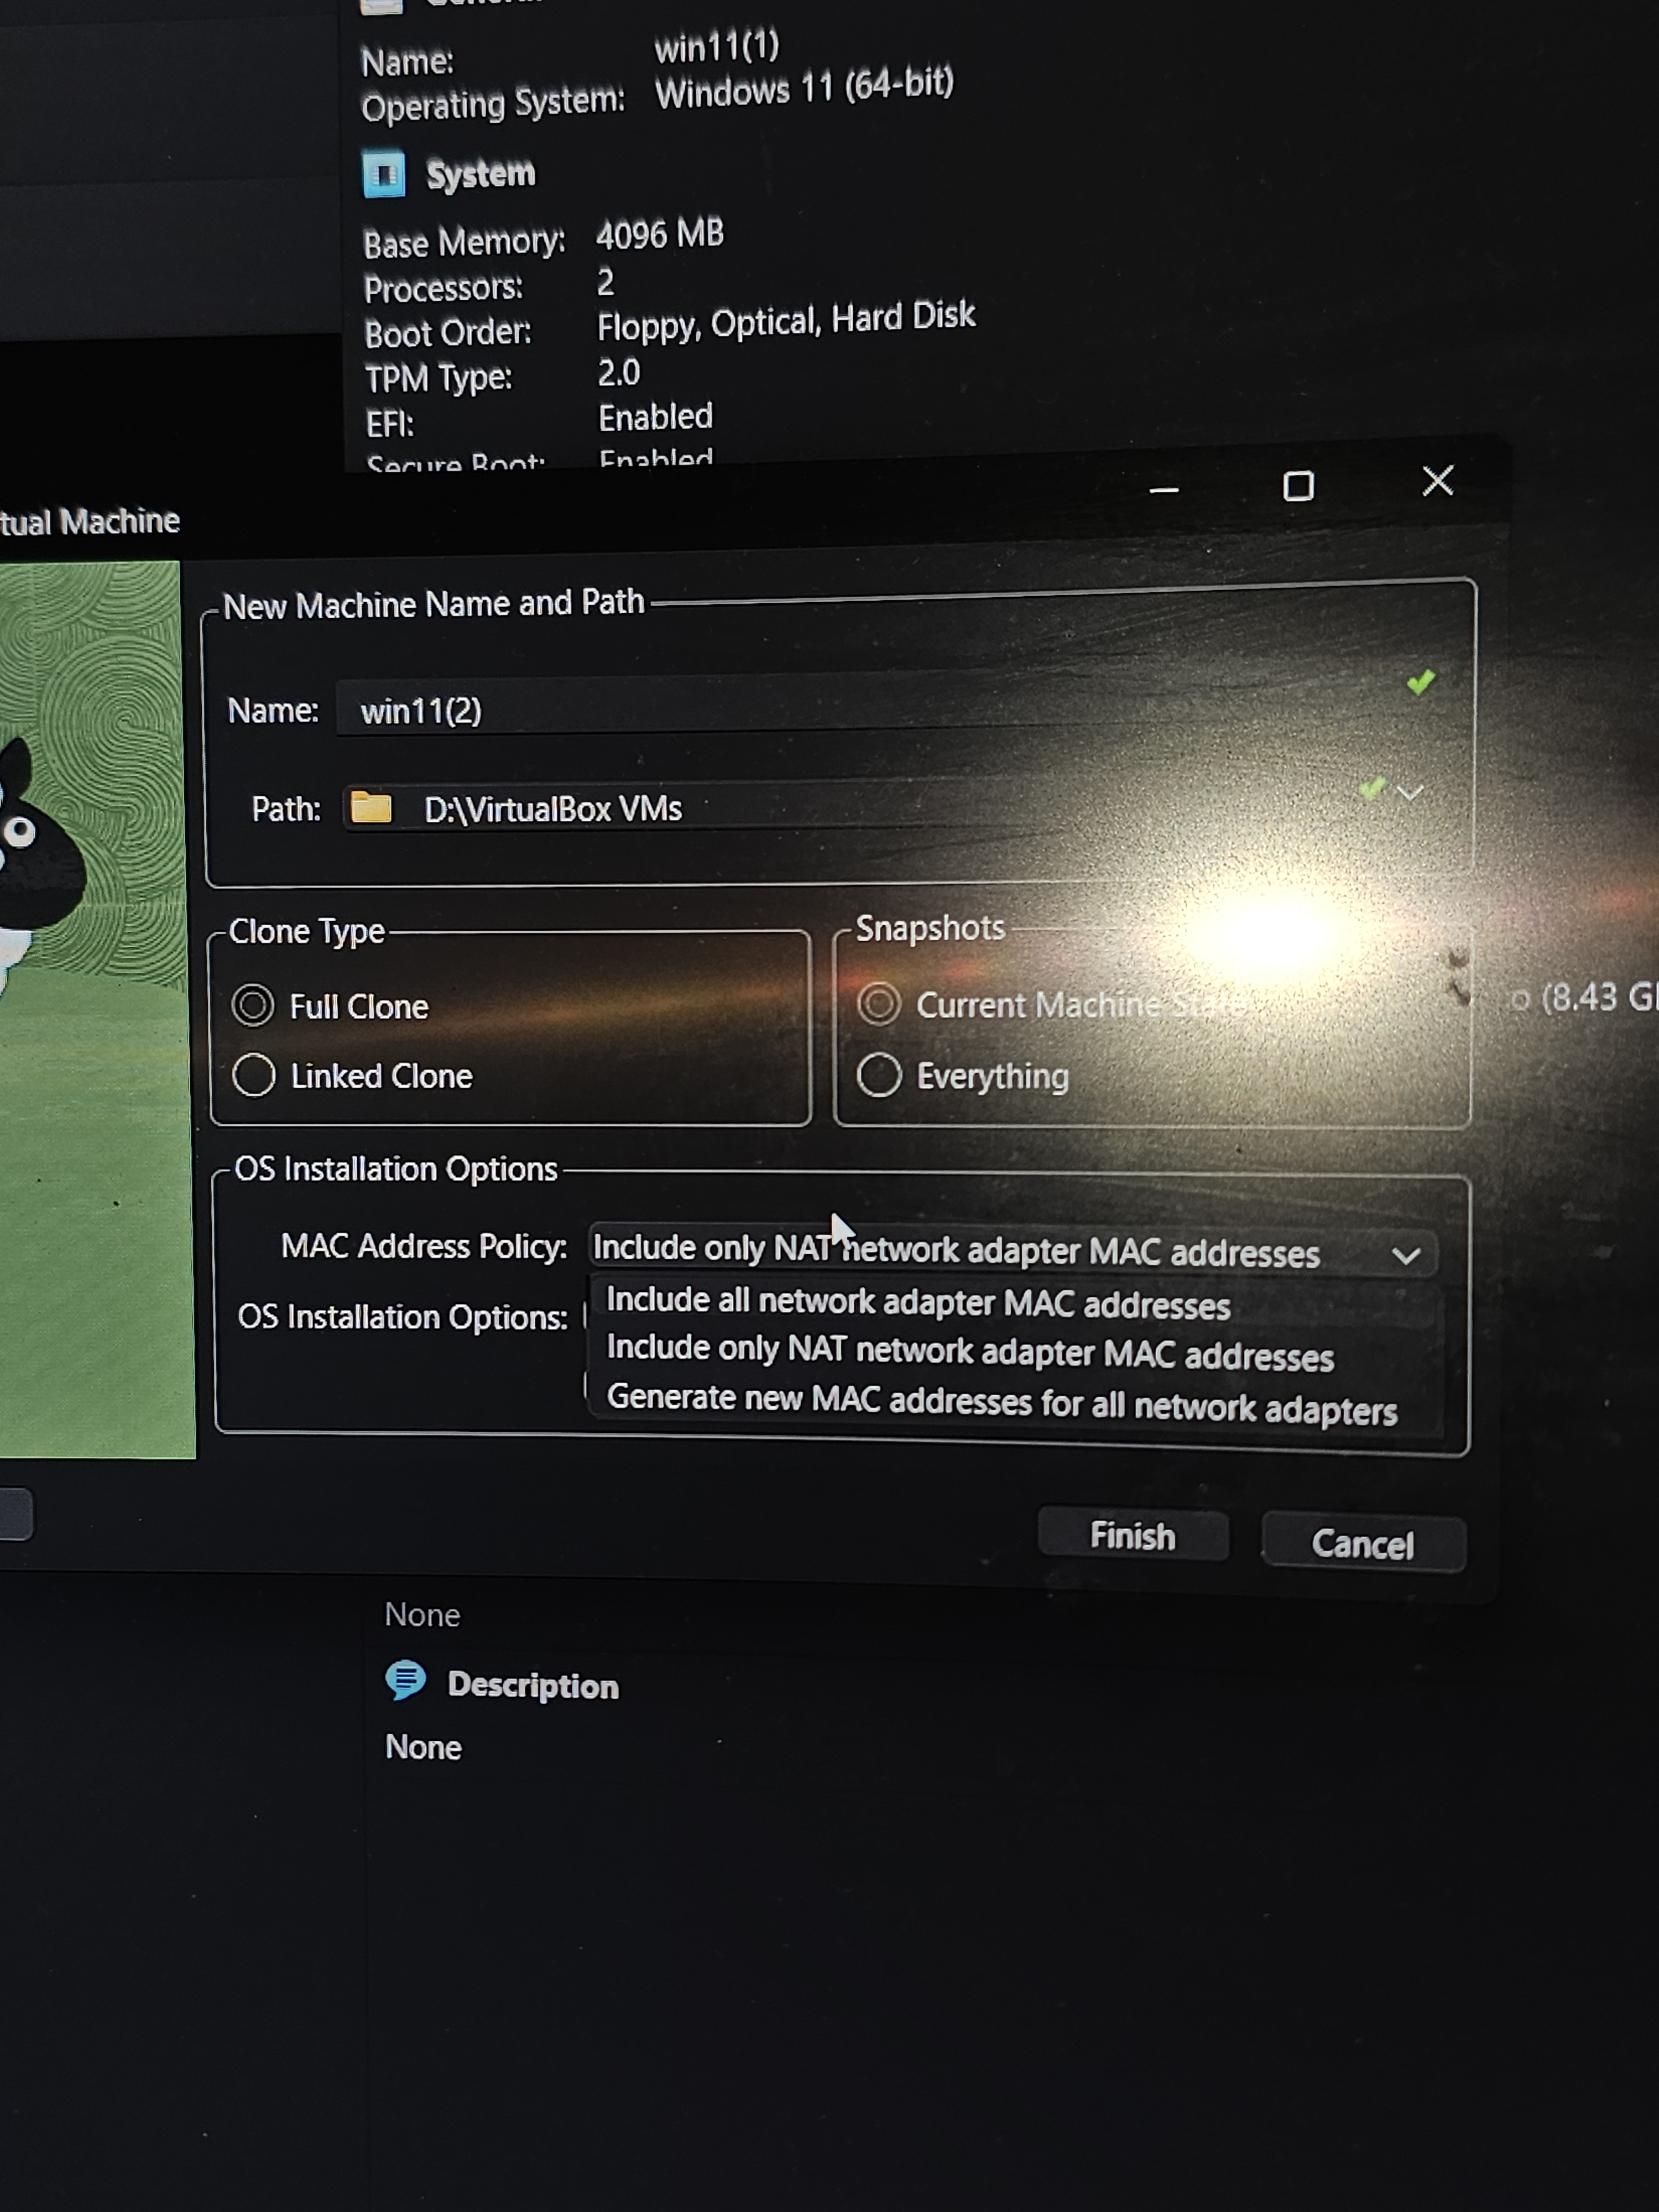 Name: win11(1)
Operating System: Windows 11 (64-bit)
System
Base Memory: 4096 MB
Processors: 2
Boot Order: Floppy, Optical, Hard Disk
TPM Type: 2.0
EFI: Enabled
Secure Boot: Enabled
tual Machine
New Machine Name and Path
Name: win11(2)
Path: D:\VirtualBox VMs
Clone Type
Full Clone
Linked Clone
Snapshots
Current Machine State
Everything
o (8.43 G
OS Installation Options
MAC Address Policy: Include only NAT network adapter MAC addresses
Include all network adapter MAC addresses
OS Installation Options:
Include only NAT network adapter MAC addresses
Generate new MAC addresses for all network adapters
Finish
Cancel
None
Description
None